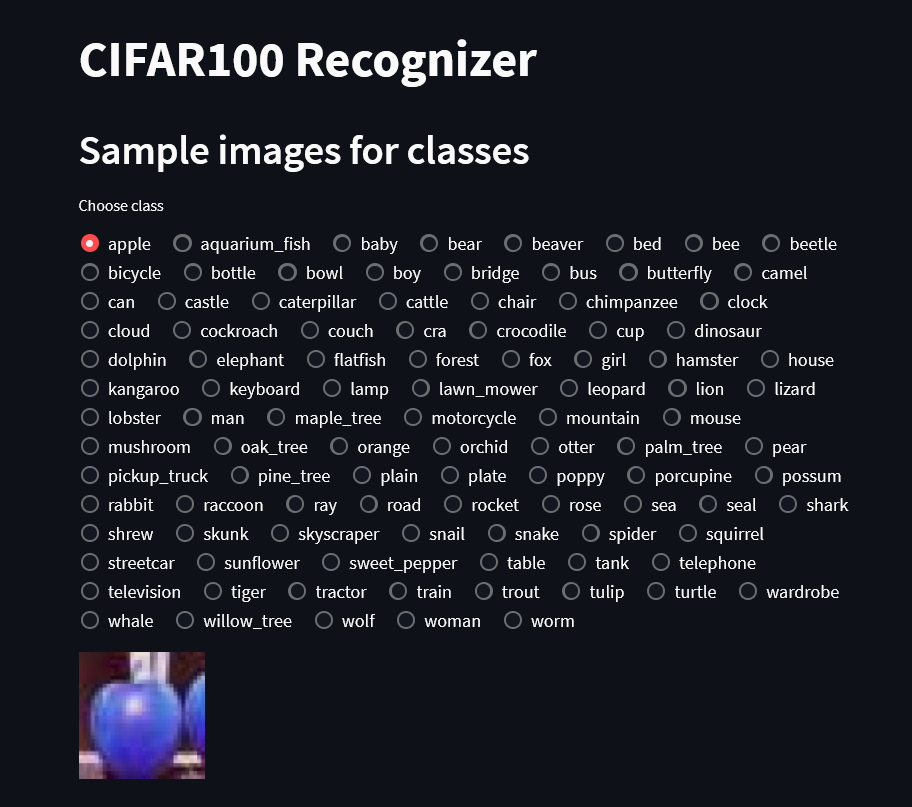 CIFAR100 Recognizer
Sample images for classes
Choose class
apple aquarium_fish baby bear beaver bed bee beetle
bicycle bottle bowl boy bridge bus butterfly camel
can castle caterpillar cattle chair chimpanzee clock
cloud cockroach couch cra crocodile cup dinosaur
dolphin elephant flatfish forest fox girl hamster house
kangaroo keyboard lamp lawn_mower leopard lion lizard
lobster man maple_tree motorcycle mountain mouse
mushroom oak_tree orange orchid otter palm_tree pear
pickup_truck pine_tree plain plate poppy porcupine possum
rabbit raccoon ray road rocket rose sea seal shark
shrew skunk skyscraper snail snake spider squirrel
streetcar sunflower sweet_pepper table tank telephone
television tiger tractor train trout tulip turtle wardrobe
whale willow_tree wolf woman worm